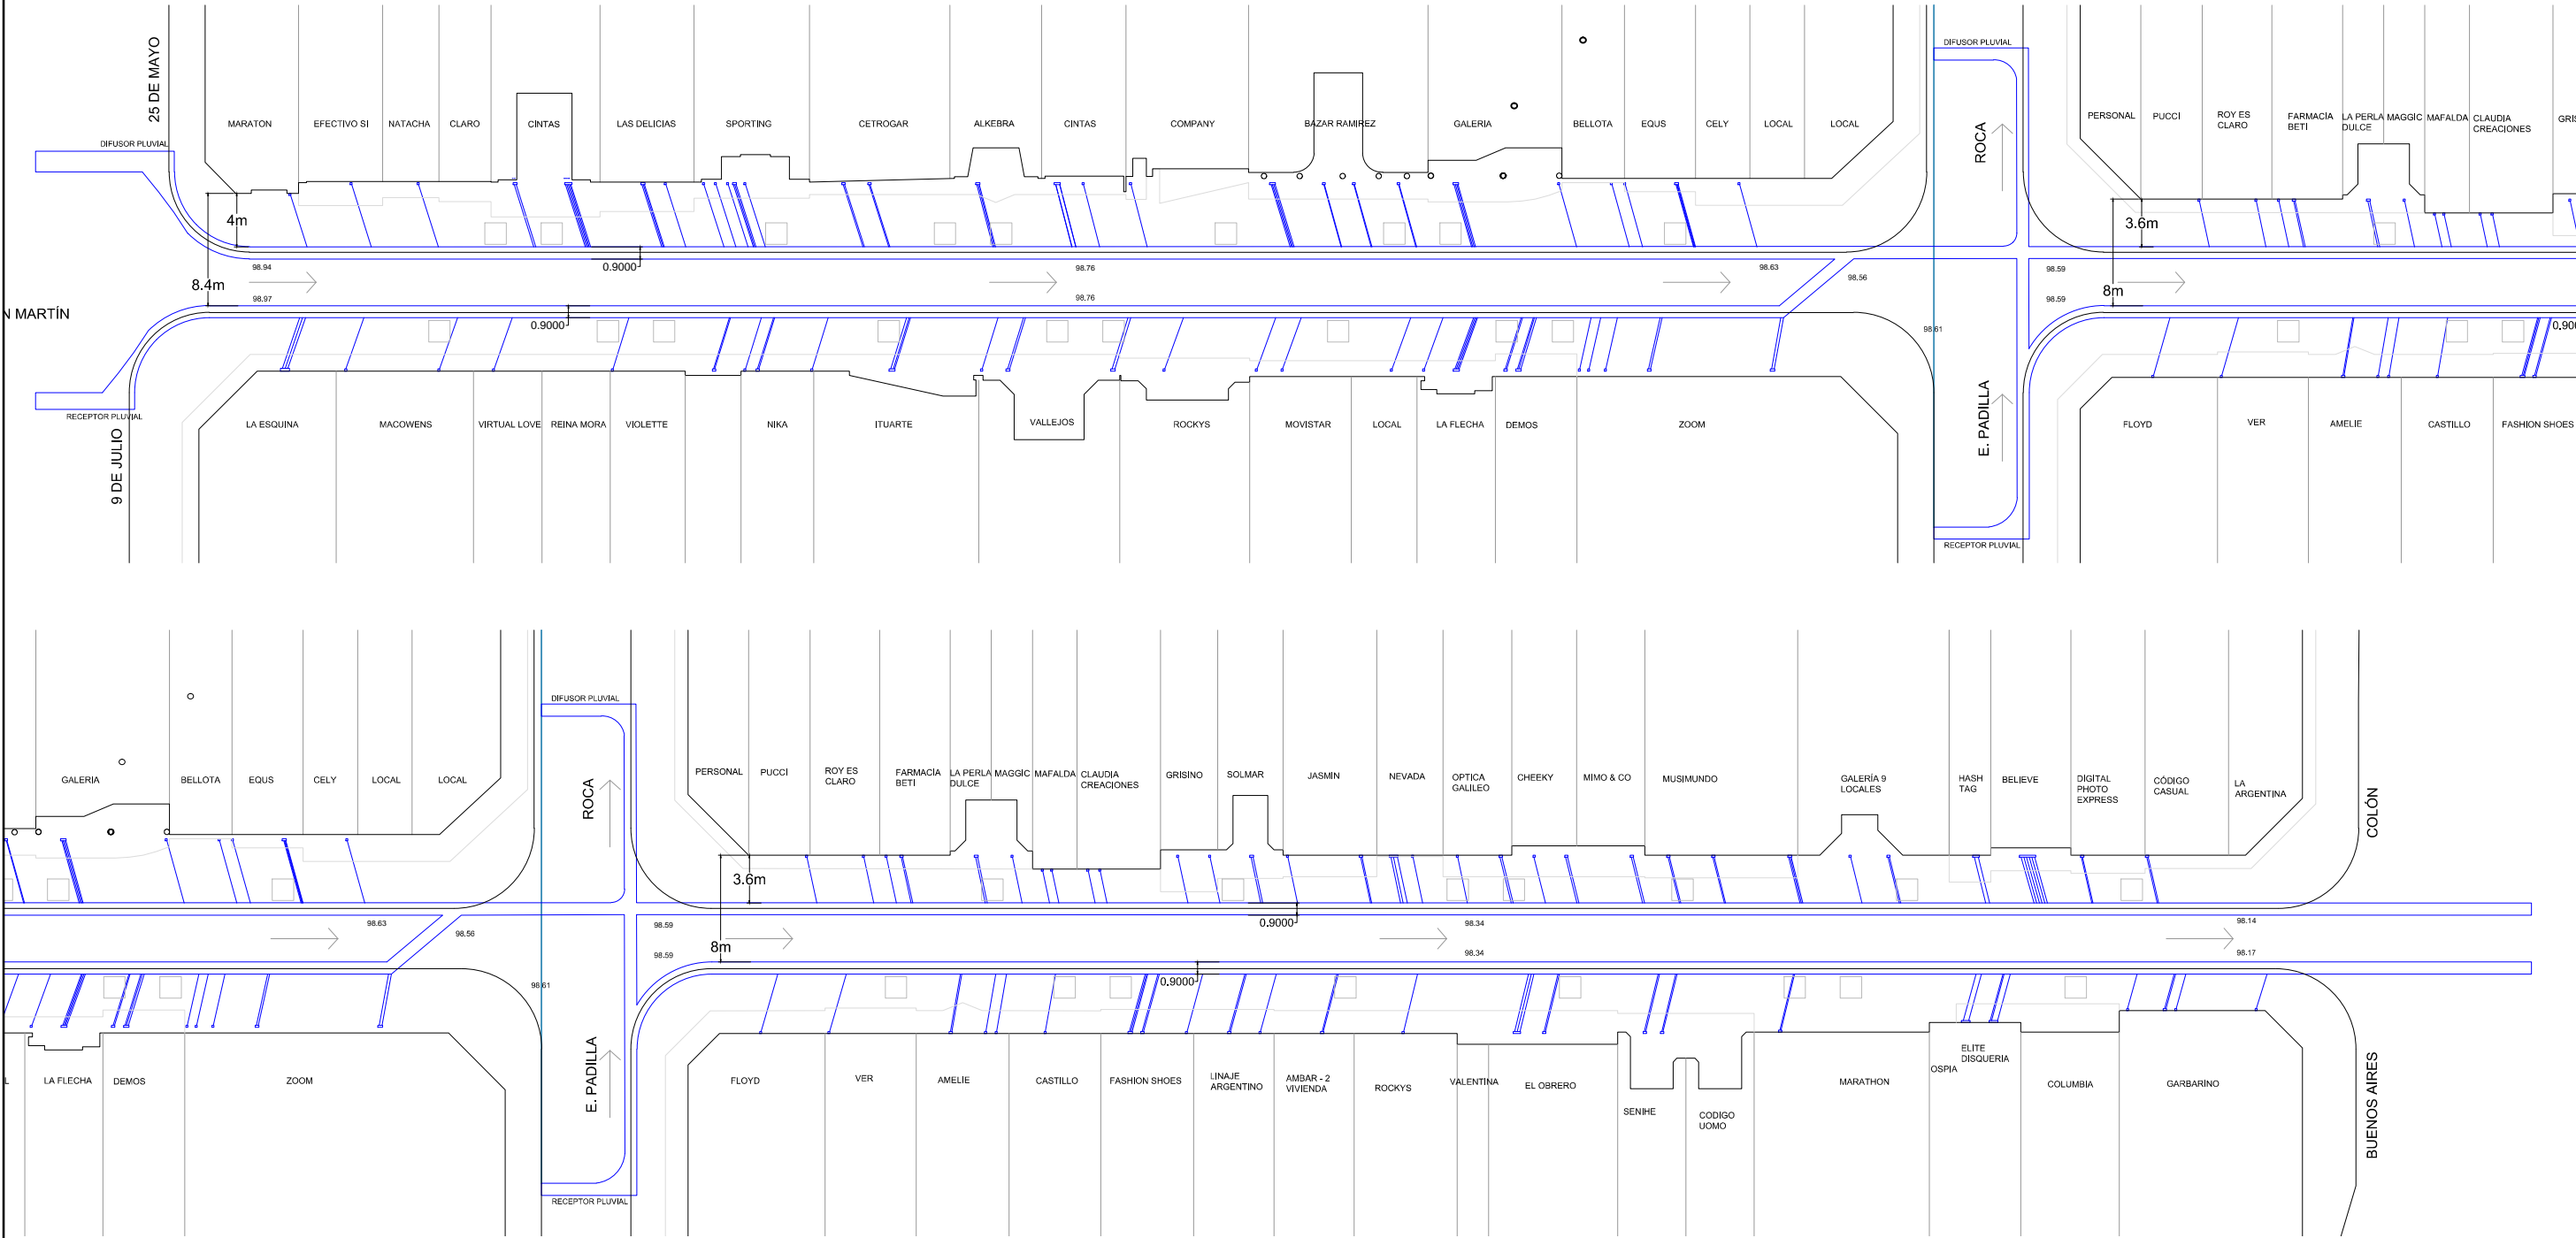 25 DE MAYO
MARATON
EFECTIVO SI
NATACHA
CLARO
CINTAS
LAS DELICIAS
SPORTING
CETROGAR
ALKEBRA
CINTAS
COMPANY
BAZAR RAMIREZ
GALERIA
BELLOTA
EQUS
CELY
LOCAL
LOCAL
DIFUSOR PLUVIAL
ROCA
PERSONAL
PUCCI
ROY ES
CLARO
FARMACÍA
BETI
LA PERLA
DULCE
MAGGIC
MAFALDA
CLAUDIA
CREACIONES
GRIS
DIFUSOR PLUVIAL
4m
3.6m
0.9000
98.94
98.76
98.63
98.56
98.59
8.4m
8m
98.97
98.76
98.59
N MARTÍN
0.9000
98.61
0.900
RECEPTOR PLUVIAL
9 DE JULIO
LA ESQUINA
MACOWENS
VIRTUAL LOVE
REINA MORA
VIOLETTE
NIKA
ITUARTE
VALLEJOS
ROCKYS
MOVISTAR
LOCAL
LA FLECHA
DEMOS
ZOOM
E. PADILLA
FLOYD
VER
AMELIE
CASTILLO
FASHION SHOES
RECEPTOR PLUVIAL
DIFUSOR PLUVIAL
GALERIA
BELLOTA
EQUS
CELY
LOCAL
LOCAL
ROCA
PERSONAL
PUCCI
ROY ES
CLARO
FARMACÍA
BETI
LA PERLA
DULCE
MAGGIC
MAFALDA
CLAUDIA
CREACIONES
GRISINO
SOLMAR
JASMIN
NEVADA
OPTICA
GALILEO
CHEEKY
MIMO & CO
MUSIMUNDO
GALERÍA 9
LOCALES
HASH
TAG
BELIEVE
DIGITAL
PHOTO
EXPRESS
CÓDIGO
CASUAL
LA
ARGENTINA
COLÓN
3.6m
98.63
98.56
98.59
0.9000
98.34
98.14
8m
98.59
98.34
98.17
98.61
0.9000
L
LA FLECHA
DEMOS
ZOOM
E. PADILLA
FLOYD
VER
AMELIE
CASTILLO
FASHION SHOES
LINAJE
ARGENTINO
AMBAR - 2
VIVIENDA
ROCKYS
VALENTINA
EL OBRERO
SENIHE
CODIGO
UOMO
MARATHON
OSPIA
ELITE
DISQUERIA
COLUMBIA
GARBARINO
BUENOS AIRES
RECEPTOR PLUVIAL